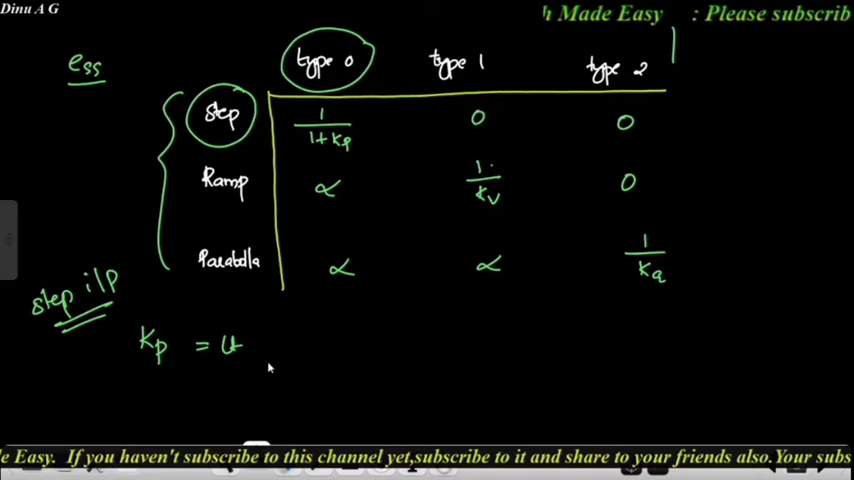 Dinu A G
h Made Easy : Please subscrib
ess type 0 type 1 type 2
Step 1/1+Kp 0 0
Ramp ∝ 1/Kv 0
Parabola ∝ ∝ 1/Ka
step i/p
Kp =
e Easy. If you haven't subscribe to this channel yet,subscribe to it and share to your friends also.Your subs